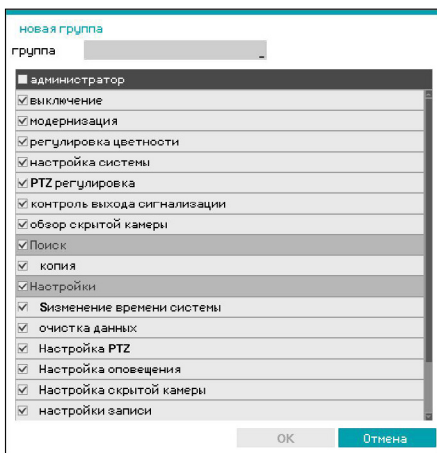 новая группа
группа
администратор
выключение
модернизация
регулировка цветности
настройка системы
PTZ регулировка
контроль выхода сигнализации
обзор скрытой камеры
Поиск
копия
Настройки
Sизменение времени системы
очистка данных
Настройка PTZ
Настройка оповещения
Настройка скрытой камеры
настройки записи
OK
Отмена